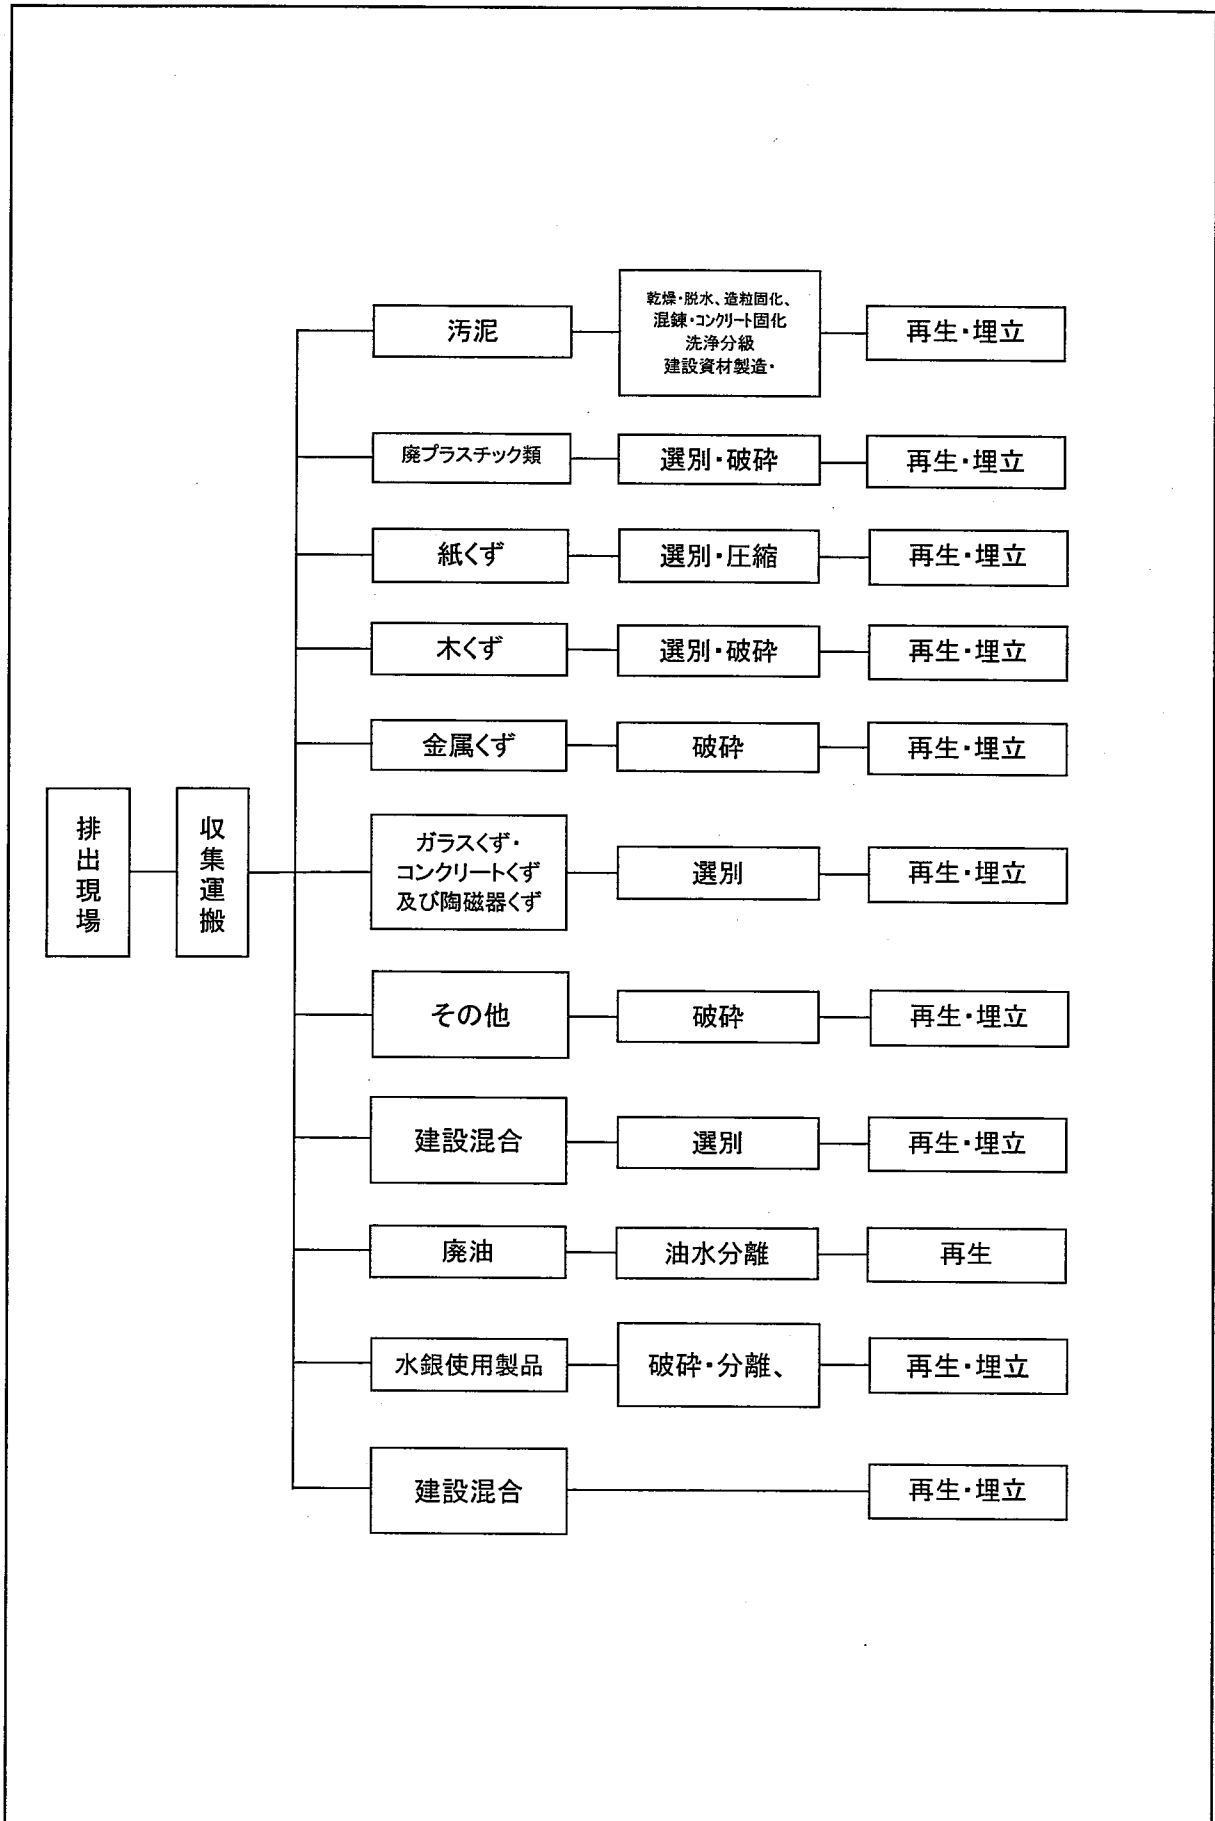 排出現場
収集運搬
汚泥
乾燥・脱水、造粒固化、
混錬・コンクリート固化
洗浄分級
建設資材製造・
再生・埋立
廃プラスチック類
選別・破砕
再生・埋立
紙くず
選別・圧縮
再生・埋立
木くず
選別・破砕
再生・埋立
金属くず
破砕
再生・埋立
ガラスくず・
コンクリートくず
及び陶磁器くず
選別
再生・埋立
その他
破砕
再生・埋立
建設混合
選別
再生・埋立
廃油
油水分離
再生
水銀使用製品
破砕・分離、
再生・埋立
建設混合
再生・埋立